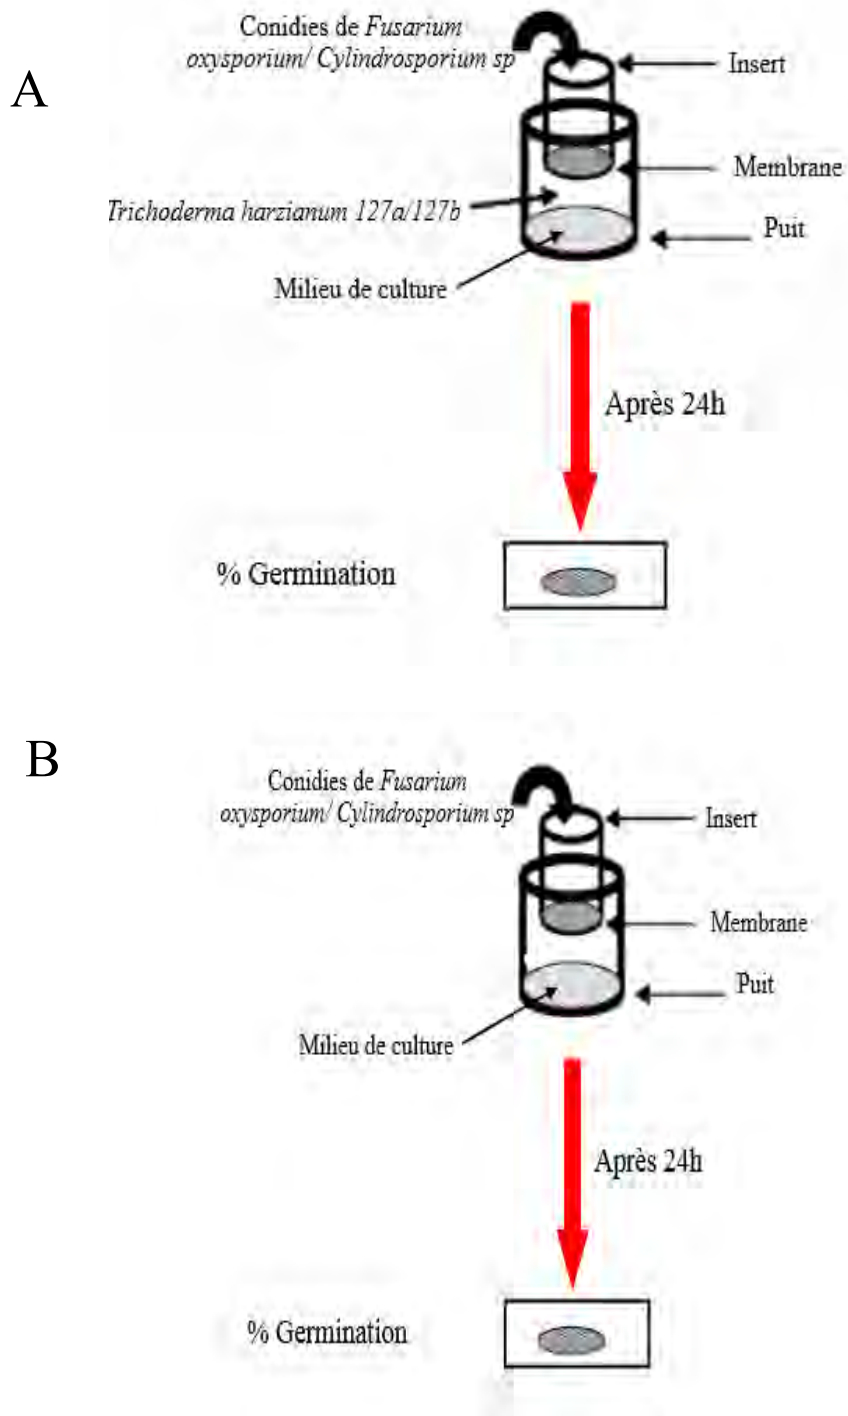 A
Conidies de Fusarium
oxysporium/ Cylindrosporium sp
Insert
Membrane
Trichoderma harzianum 127a/127b
Puit
Milieu de culture
Après 24h
% Germination
B
Conidies de Fusarium
oxysporium/ Cylindrosporium sp
Insert
Membrane
Puit
Milieu de culture
Après 24h
% Germination